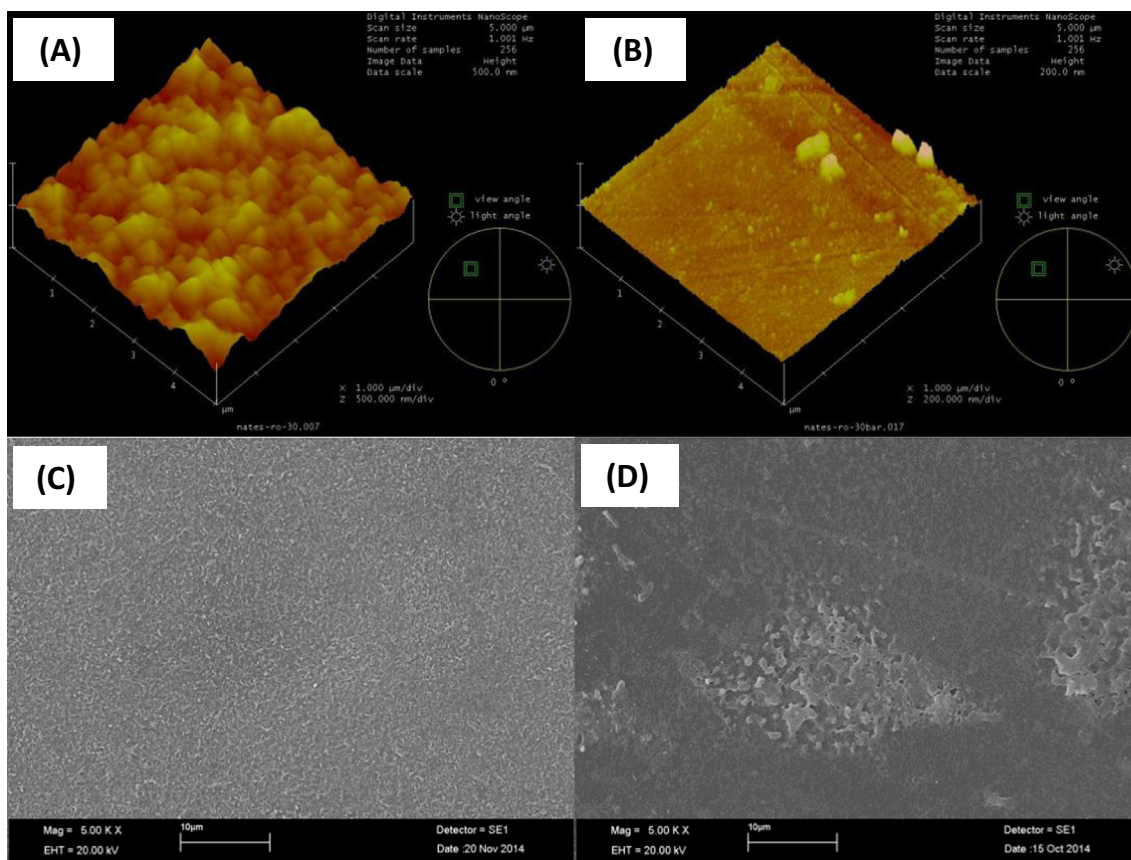 (A)
Digital Instruments NanoScope
Scan size 5.000 µm
Scan rate 1.001 Hz
Number of samples 256
Image Data Height
Data scale 500.0 nm
view angle
light angle
1
2
3
4
µm
0 °
X 1.000 µm/div
Z 500.000 nm/div
nates-ro-30.007
(B)
Digital Instruments NanoScope
Scan size 5.000 µm
Scan rate 1.001 Hz
Number of samples 256
Image Data Height
Data scale 200.0 nm
view angle
light angle
1
2
3
4
µm
0 °
X 1.000 µm/div
Z 200.000 nm/div
nates-ro-30bar.017
(C)
Mag = 5.00 K X 10µm Detector = SE1
EHT = 20.00 kV Date :20 Nov 2014
(D)
Mag = 5.00 K X 10µm Detector = SE1
EHT = 20.00 kV Date :15 Oct 2014